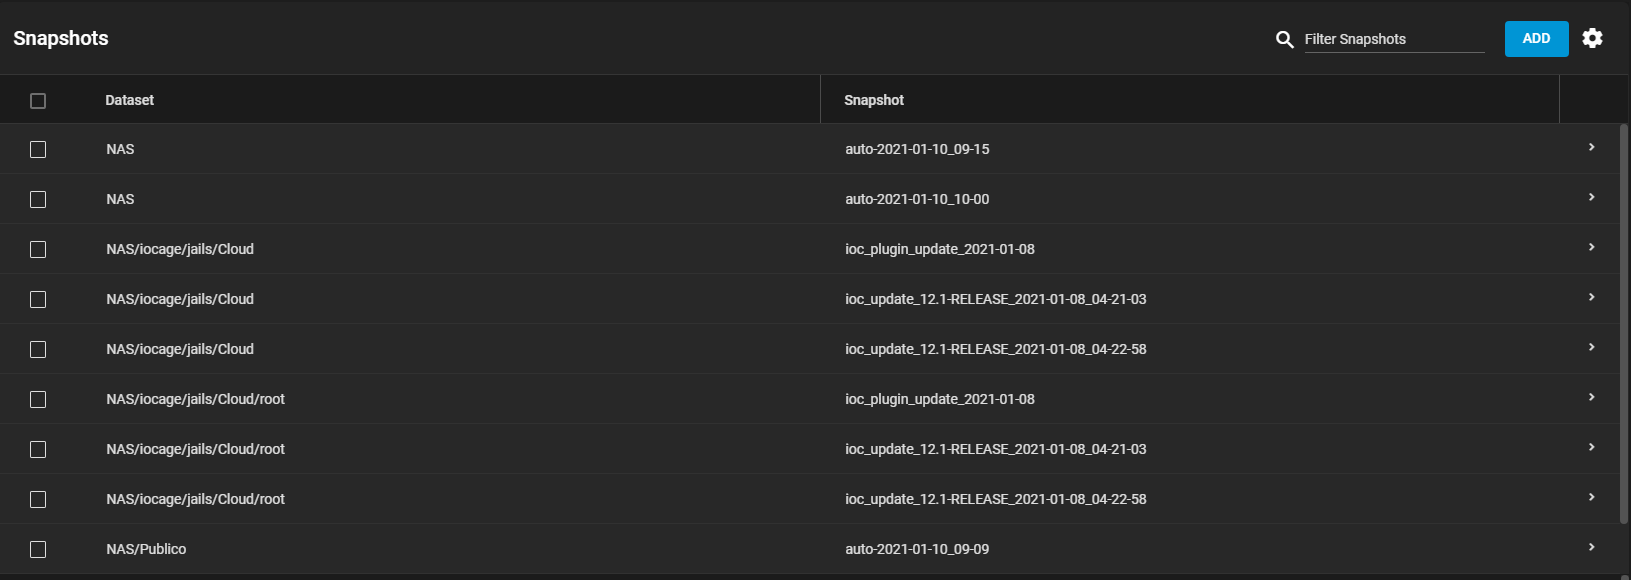 Snapshots
Filter Snapshots
ADD
Dataset Snapshot
NAS auto-2021-01-10_09-15
NAS auto-2021-01-10_10-00
NAS/iocage/jails/Cloud ioc_plugin_update_2021-01-08
NAS/iocage/jails/Cloud ioc_update_12.1-RELEASE_2021-01-08_04-21-03
NAS/iocage/jails/Cloud ioc_update_12.1-RELEASE_2021-01-08_04-22-58
NAS/iocage/jails/Cloud/root ioc_plugin_update_2021-01-08
NAS/iocage/jails/Cloud/root ioc_update_12.1-RELEASE_2021-01-08_04-21-03
NAS/iocage/jails/Cloud/root ioc_update_12.1-RELEASE_2021-01-08_04-22-58
NAS/Publico auto-2021-01-10_09-09